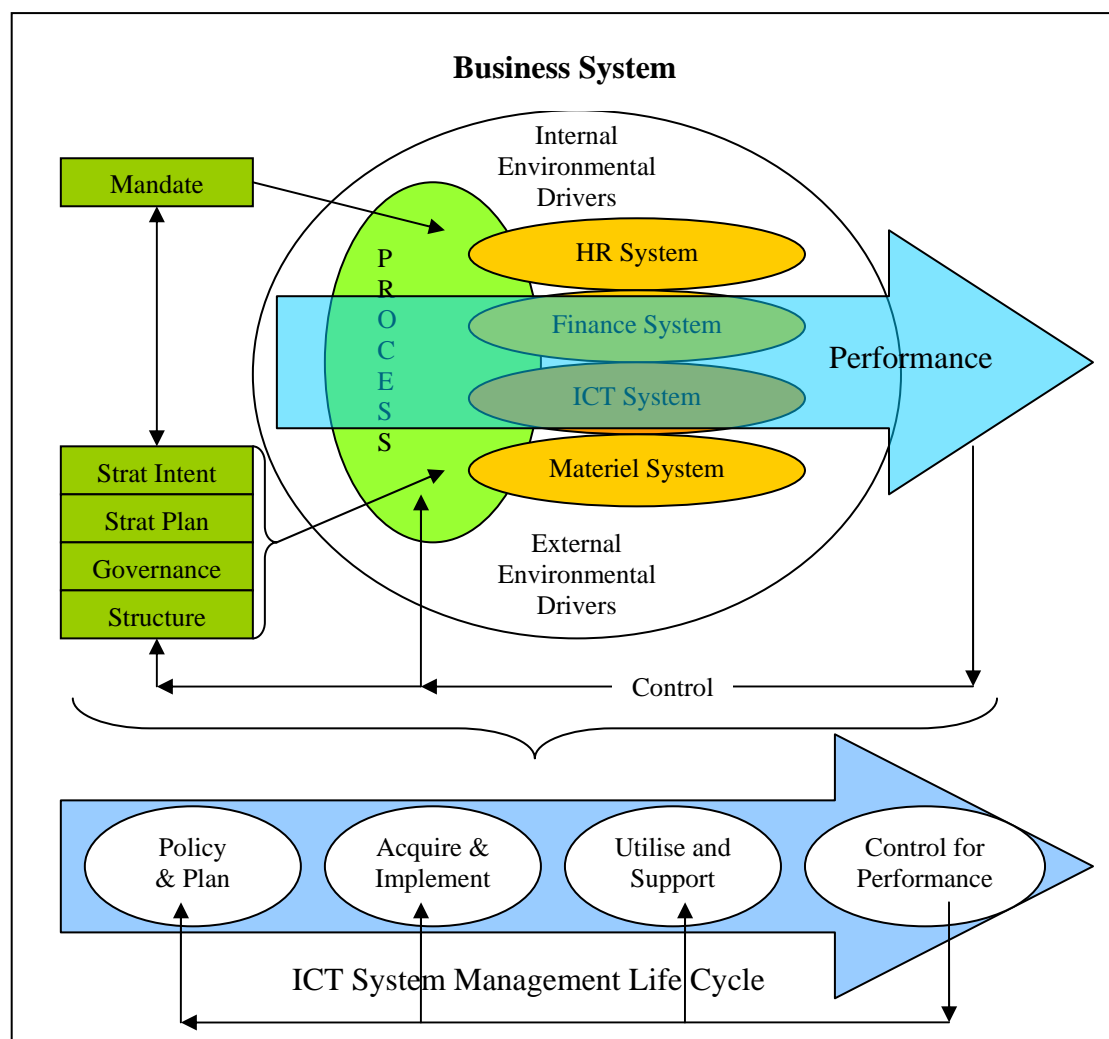 Business System
Internal
Environmental
Drivers
Mandate
HR System
PROCESS
Finance System
Performance
ICT System
Strat Intent
Materiel System
Strat Plan
Governance
Structure
External
Environmental
Drivers
Control
Policy
& Plan
Acquire &
Implement
Utilise and
Support
Control for
Performance
ICT System Management Life Cycle